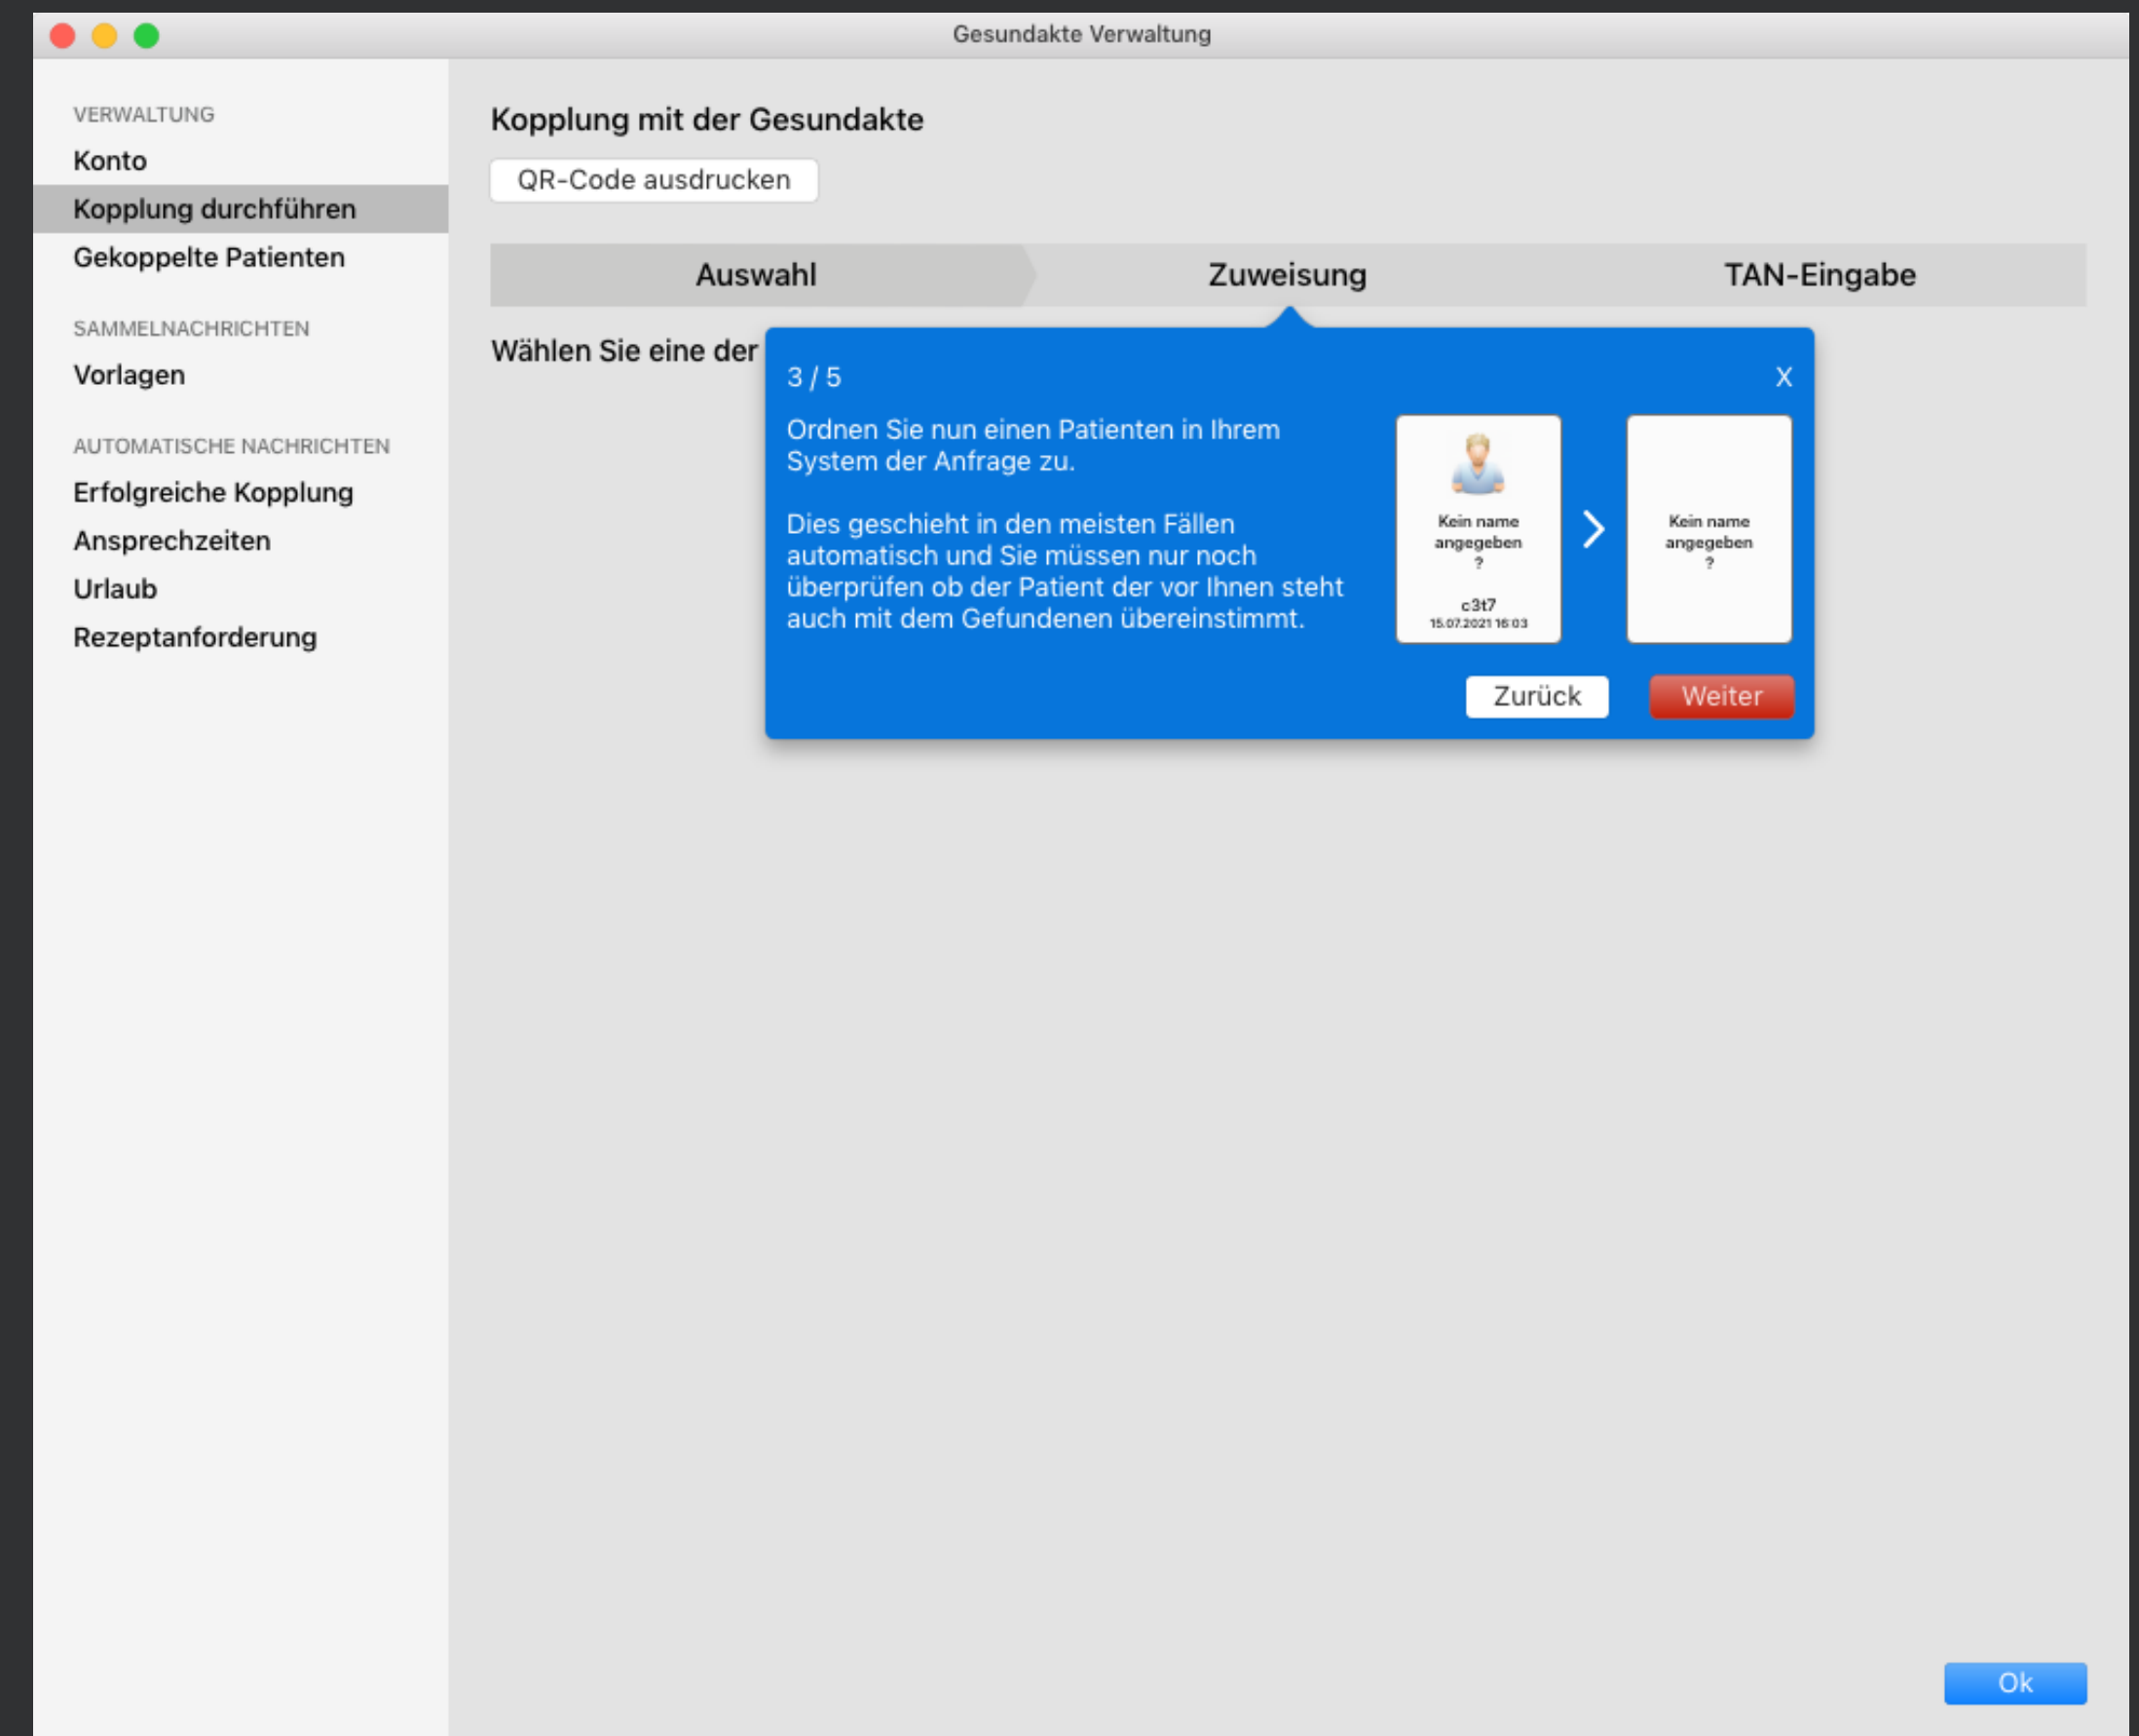 Gesundakte Verwaltung
VERWALTUNG
Konto
Kopplung durchführen
Gekoppelte Patienten
SAMMELNACHRICHTEN
Vorlagen
AUTOMATISCHE NACHRICHTEN
Erfolgreiche Kopplung
Ansprechzeiten
Urlaub
Rezeptanforderung
Kopplung mit der Gesundakte
QR-Code ausdrucken
Auswahl
Zuweisung
TAN-Eingabe
Wählen Sie eine der
3 / 5
X
Ordnen Sie nun einen Patienten in Ihrem
System der Anfrage zu.
Dies geschieht in den meisten Fällen
automatisch und Sie müssen nur noch
überprüfen ob der Patient der vor Ihnen steht
auch mit dem Gefundenen übereinstimmt.
Kein name
angegeben
?
c3t7
15.07.2021 16:03
Kein name
angegeben
?
Zurück
Weiter
Ok